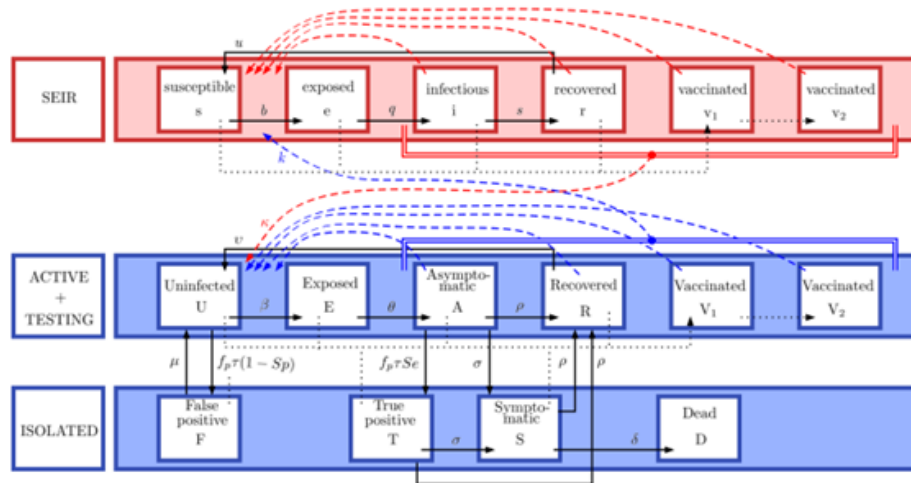 u
SEIR
susceptible
s
b
exposed
e
q
infectious
i
s
recovered
r
vaccinated
v₁
vaccinated
v₂
k
κ
υ
ACTIVE
+
TESTING
Uninfected
U
β
Exposed
E
θ
Asympto-
matic
A
ρ
Recovered
R
Vaccinated
V₁
Vaccinated
V₂
μ
fₚτ(1 − Sp)
fₚτSe
σ
ρ
ρ
ISOLATED
False
positive
F
True
positive
T
σ
Sympto-
matic
S
δ
Dead
D